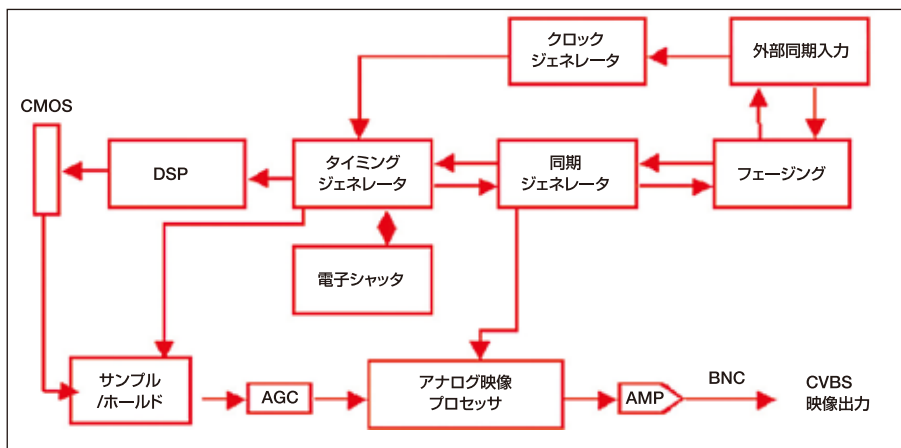 クロック
ジェネレータ
外部同期入力
CMOS
DSP
タイミング
ジェネレータ
同期
ジェネレータ
フェージング
電子シャッタ
サンプル
/ホールド
AGC
アナログ映像
プロセッサ
AMP
BNC
CVBS
映像出力